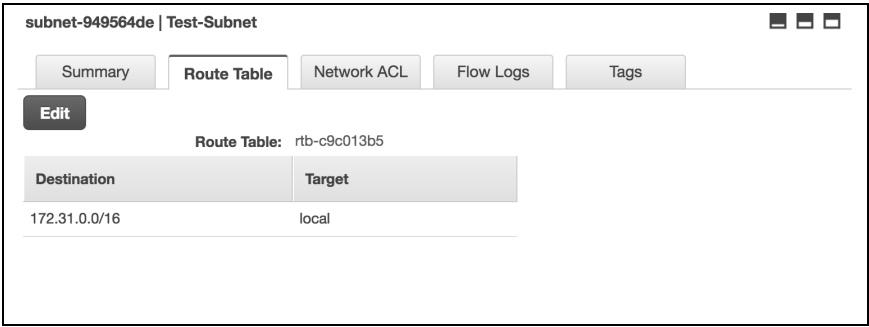 subnet-949564de | Test-Subnet
Summary Route Table Network ACL Flow Logs Tags
Edit
Route Table: rtb-c9c013b5
Destination Target
172.31.0.0/16 local